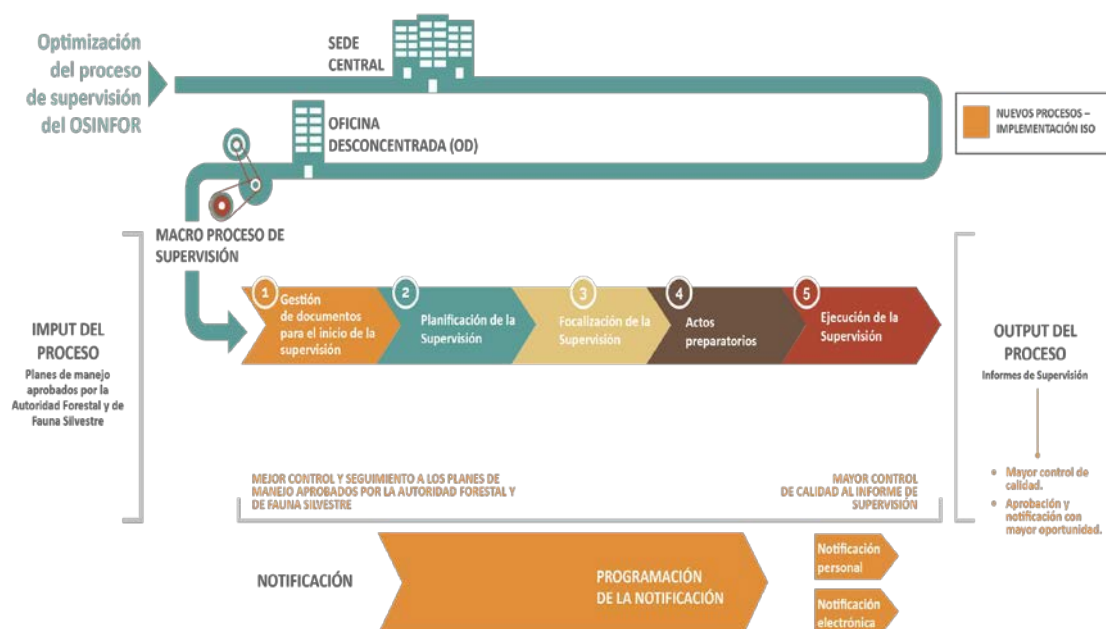 Optimización
del proceso
de supervisión
del OSINFOR
SEDE
CENTRAL
OFICINA
DESCONCENTRADA (OD)
NUEVOS PROCESOS –
IMPLEMENTACIÓN ISO
MACRO PROCESO DE
SUPERVISIÓN
IMPUT DEL
PROCESO
Planes de manejo
aprobados por la
Autoridad Forestal y de
Fauna Silvestre
1
Gestión
de documentos
para el inicio de la
supervisión
2
Planificación de la
Supervisión
3
Focalización de la
Supervisión
4
Actos
preparatorios
5
Ejecución de la
Supervisión
OUTPUT DEL
PROCESO
Informes de Supervisión
• Mayor control de
calidad.
• Aprobación y
notificación con
mayor oportunidad.
MEJOR CONTROL Y SEGUIMIENTO A LOS PLANES DE
MANEJO APROBADOS POR LA AUTORIDAD FORESTAL Y
DE FAUNA SILVESTRE
MAYOR CONTROL
DE CALIDAD AL INFORME DE
SUPERVISIÓN
NOTIFICACIÓN
PROGRAMACIÓN
DE LA NOTIFICACIÓN
Notificación
personal
Notificación
electrónica